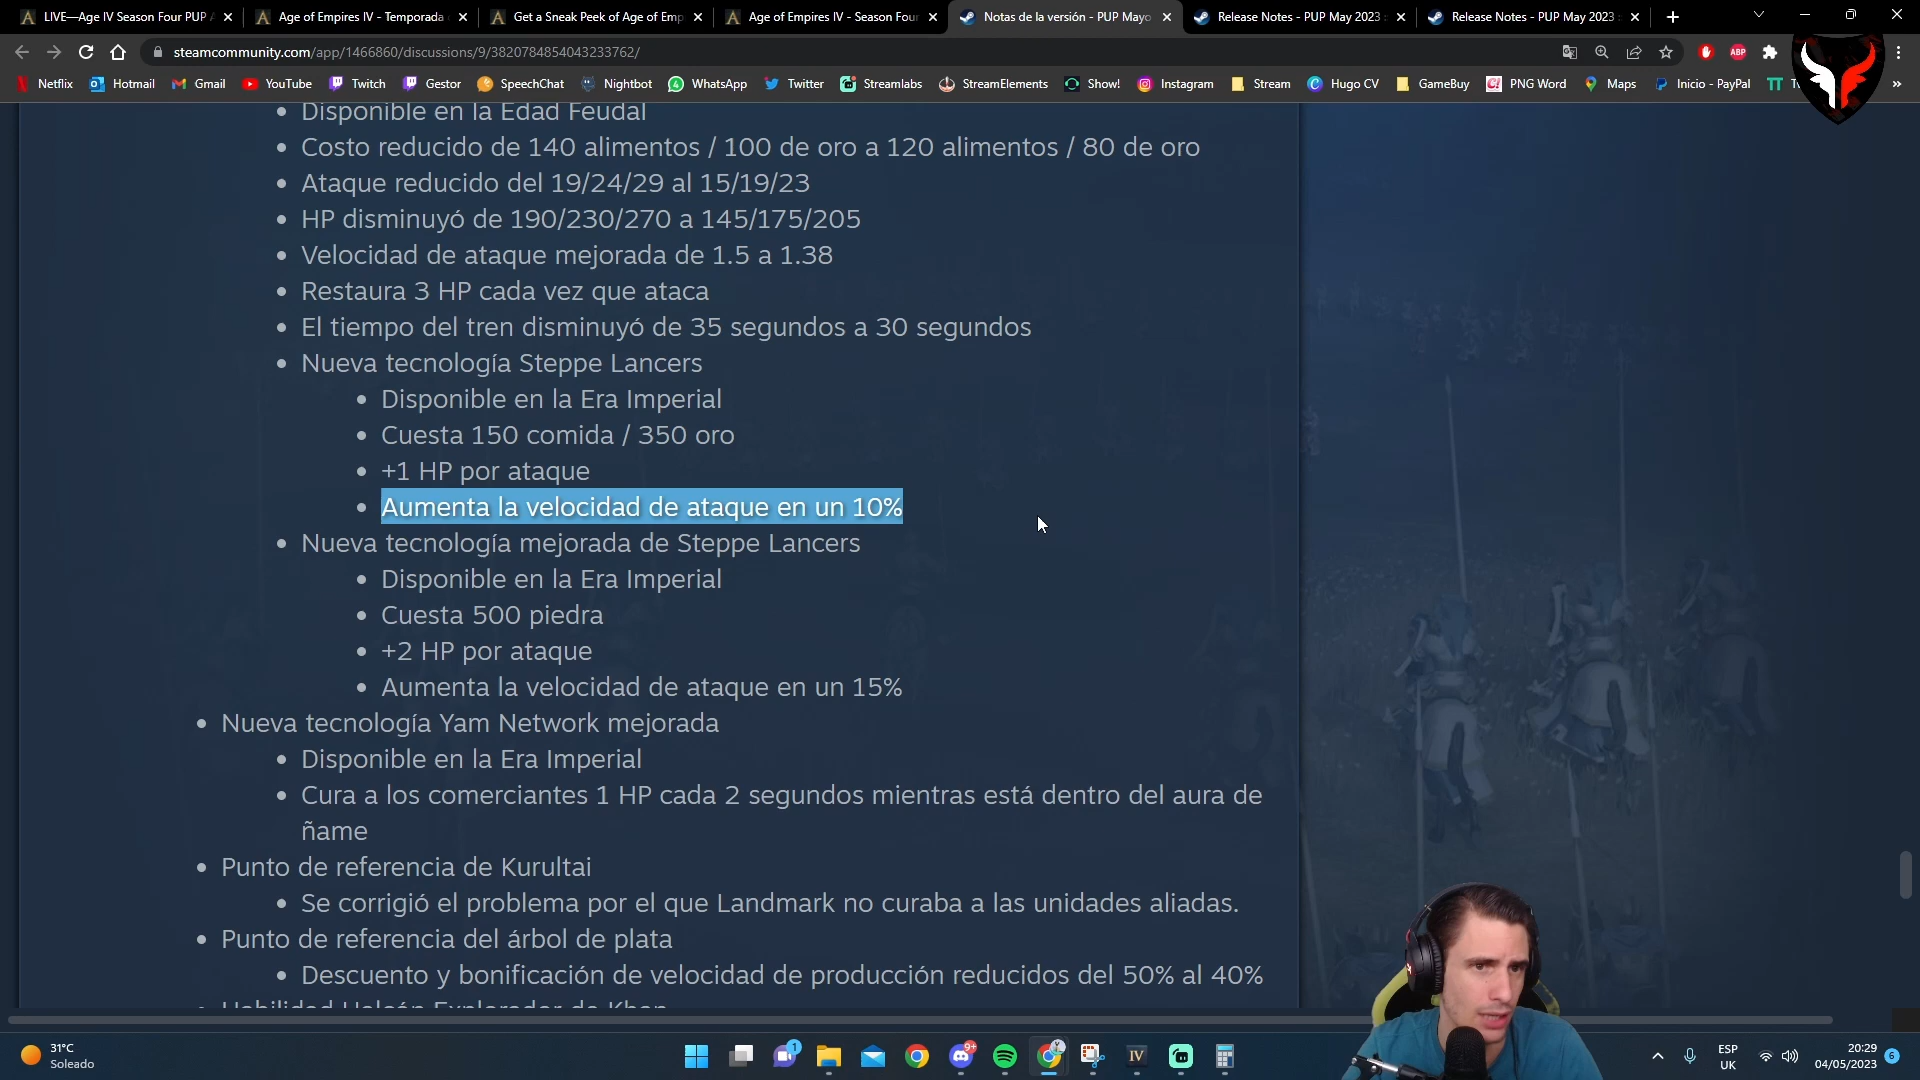 LIVE—Age IV Season Four PUP
Age of Empires IV - Temporada
Get a Sneak Peek of Age of Emp
Age of Empires IV - Season Four
Notas de la versión - PUP Mayo
Release Notes - PUP May 2023
Release Notes - PUP May 2023
steamcommunity.com/app/1466860/discussions/9/3820784854043233762/
ABP
Netflix
Hotmail
Gmail
YouTube
Twitch
Gestor
SpeechChat
Nightbot
WhatsApp
Twitter
Streamlabs
StreamElements
Show!
Instagram
Stream
Hugo CV
GameBuy
PNG Word
Maps
Inicio - PayPal
Disponible en la Edad Feudal
Costo reducido de 140 alimentos / 100 de oro a 120 alimentos / 80 de oro
Ataque reducido del 19/24/29 al 15/19/23
HP disminuyó de 190/230/270 a 145/175/205
Velocidad de ataque mejorada de 1.5 a 1.38
Restaura 3 HP cada vez que ataca
El tiempo del tren disminuyó de 35 segundos a 30 segundos
Nueva tecnología Steppe Lancers
Disponible en la Era Imperial
Cuesta 150 comida / 350 oro
+1 HP por ataque
Aumenta la velocidad de ataque en un 10%
Nueva tecnología mejorada de Steppe Lancers
Disponible en la Era Imperial
Cuesta 500 piedra
+2 HP por ataque
Aumenta la velocidad de ataque en un 15%
Nueva tecnología Yam Network mejorada
Disponible en la Era Imperial
Cura a los comerciantes 1 HP cada 2 segundos mientras está dentro del aura de
ñame
Punto de referencia de Kurultai
Se corrigió el problema por el que Landmark no curaba a las unidades aliadas.
Punto de referencia del árbol de plata
Descuento y bonificación de velocidad de producción reducidos del 50% al 40%
Habilidad Halcón Explorador de Khan
31°C
Soleado
1
9+
IV
ESP
UK
20:29
04/05/2023
6